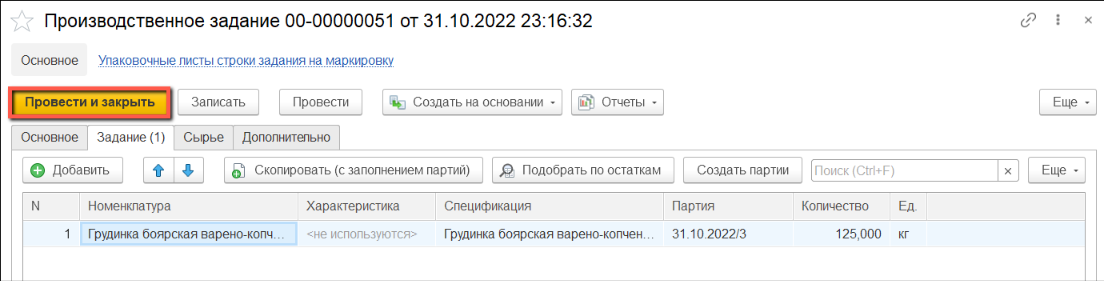 Производственное задание 00-00000051 от 31.10.2022 23:16:32
Основное Упаковочные листы строки задания на маркировку
Провести и закрыть Записать Провести Создать на основании Отчеты Еще
Основное Задание (1) Сырье Дополнительно
Добавить Скопировать (с заполнением партий) Подобрать по остаткам Создать партии Поиск (Ctrl+F) × Еще
N Номенклатура Характеристика Спецификация Партия Количество Ед.
1 Грудинка боярская варено-копч... <не используются> Грудинка боярская варено-копчен... 31.10.2022/3 125,000 кг